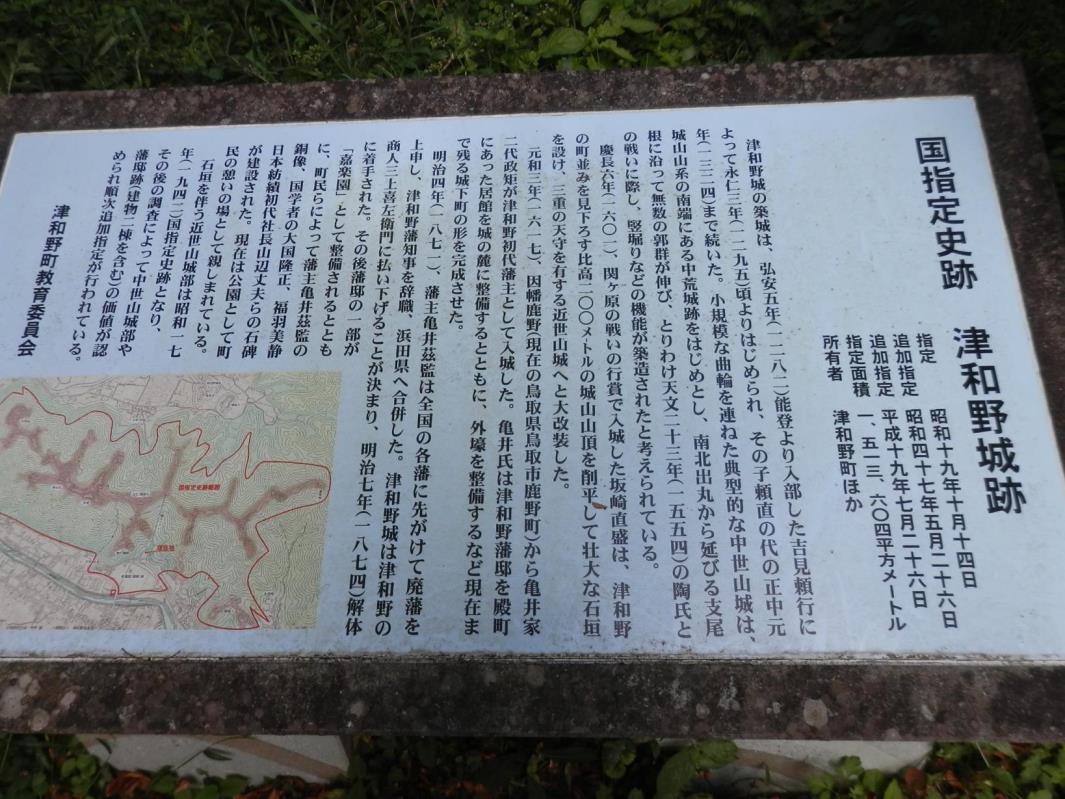 国指定史跡　津和野城跡
指定　昭和十九年十月十四日
追加指定　昭和四十七年五月二十六日
追加指定　平成十九年七月二十六日
指定面積　一、五一三、六〇四平方メートル
所有者　津和野町ほか
津和野城の築城は、弘安五年(一二八二)能登より入部した吉見頼行に
よって永仁三年(一二九五)頃よりはじめられ、その子頼直の代の正中元
年(一三二四)まで続いた。小規模な曲輪を連ねた典型的な中世山城は、
城山山系の南端にある中荒城跡をはじめとし、南北出丸から延びる支尾
根に沿って無数の郭群が伸び、とりわけ天文二十三年(一五五四)の陶氏と
の戦いに際し、竪堀りなどの機能が築造されたと考えられている。
慶長六年(一六〇一)、関ヶ原の戦いの行賞で入城した坂崎直盛は、津和野
の町並みを見下ろす比高二〇〇メートルの城山山頂を削平して壮大な石垣
を設け、三重の天守を有する近世山城へと大改装した。
元和三年(一六一七)、因幡鹿野(現在の鳥取県鳥取市鹿野町)から亀井家
二代政矩が津和野初代藩主として入城した。亀井氏は津和野藩邸を殿町
にあった居館を城の麓に整備するとともに、外壕を整備するなど現在ま
で残る城下町の形を完成させた。
明治四年(一八七一)、藩主亀井茲監は全国の各藩に先がけて廃藩を
上申し、津和野藩知事を辞職、浜田県へ合併した。津和野城は津和野の
商人三上喜左衛門に払い下げることが決まり、明治七年(一八七四)解体
に着手された。その後藩邸の一部が
「嘉楽園」として整備されるととも
に、町民らによって藩主亀井茲監の
銅像、国学者の大国隆正、福羽美静
日本紡績初代社長山辺丈夫らの石碑
が建設された。現在は公園として町
民の憩いの場として親しまれている。
石垣を伴う近世山城部は昭和一七
年(一九四二)国指定史跡となり、
その後の調査によって中世山城部や
藩邸跡(建物二棟を含む)の価値が認
められ順次追加指定が行われている。
津和野町教育委員会
国指定史跡範囲